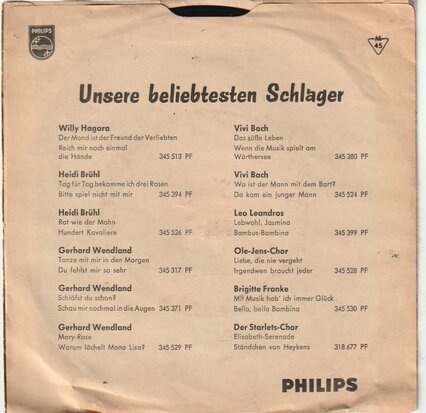 PHILIPS
M
45
Unsere beliebtesten Schlager
Willy Hagara
Der Mond ist der Freund der Verliebten
Reich mir noch einmal
die Hände 345 513 PF
Heidi Brühl
Tag für Tag bekomme ich drei Rosen
Bitte spiel nicht mit mir 345 394 PF
Heidi Brühl
Rot wie der Mohn
Hundert Kavaliere 345 526 PF
Gerhard Wendland
Tanze mit mir in den Morgen
Du fehlst mir so sehr 345 317 PF
Gerhard Wendland
Schläfst du schon?
Schau mir nochmal in die Augen 345 371 PF
Gerhard Wendland
Mary-Rose
Warum lächelt Mona Lisa? 345 529 PF
Vivi Bach
Das süße Leben
Wenn die Musik spielt am
Wörthersee 345 380 PF
Vivi Bach
Wo ist der Mann mit dem Bart?
Da kam ein junger Mann 345 524 PF
Leo Leandros
Lebwohl, Jasmina
Bambus-Bambina 345 399 PF
Ole-Jens-Chor
Liebe, die nie vergeht
Irgendwen braucht jeder 345 528 PF
Brigitte Franke
Mit Musik hab' ich immer Glück
Bella, bella Bambina 345 530 PF
Der Starlets-Chor
Elisabeth-Serenade
Ständchen von Heykens 318 677 PF
PHILIPS